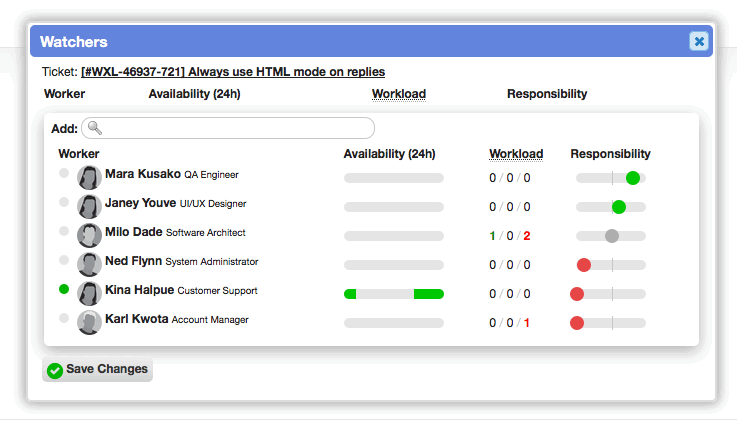 Watchers
Ticket: [#WXL-46937-721] Always use HTML mode on replies
Worker Availability (24h) Workload Responsibility
Add:
Worker Availability (24h) Workload Responsibility
Mara Kusako QA Engineer 0 / 0 / 0
Janey Youve UI/UX Designer 0 / 0 / 0
Milo Dade Software Architect 1 / 0 / 2
Ned Flynn System Administrator 0 / 0 / 0
Kina Halpue Customer Support 0 / 0 / 0
Karl Kwota Account Manager 0 / 0 / 1
Save Changes